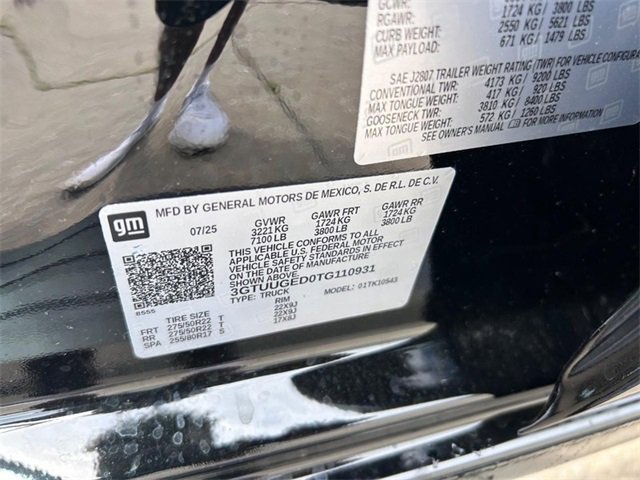 GCWR:
RGAWR: 1724 KG / 3800 LBS
CURB WEIGHT: 2550 KG / 5621 LBS
MAX PAYLOAD: 671 KG / 1479 LBS
SAE J2807 TRAILER WEIGHT RATING (TWR) FOR VEHICLE
CONVENTIONAL TWR: 4173 KG / 9200 LBS
MAX TONGUE WEIGHT: 417 KG / 920 LBS
GOOSENECK TWR: 3810 KG / 8400 LBS
MAX TONGUE WEIGHT: 572 KG / 1260 LBS
SEE OWNER'S MANUAL FOR MORE INFORMATION
gm
MFD BY GENERAL MOTORS DE MEXICO, S. DE R.L. DE C.V.
07/25 GVWR GAWR FRT GAWR RR
3221 KG 1724 KG 1724 KG
7100 LB 3800 LB 3800 LB
THIS VEHICLE CONFORMS TO ALL
APPLICABLE U.S. FEDERAL MOTOR
VEHICLE SAFETY STANDARDS IN EFFECT
ON THE DATE OF MANUFACTURE
SHOWN ABOVE.
3GTUUGED0TG110931
TYPE: TRUCK MODEL: 01TK10543
8555
TIRE SIZE RIM
FRT 275/50R22 T 22X9J
RR 275/50R22 T 22X9J
SPA 255/80R17 S 17X8J